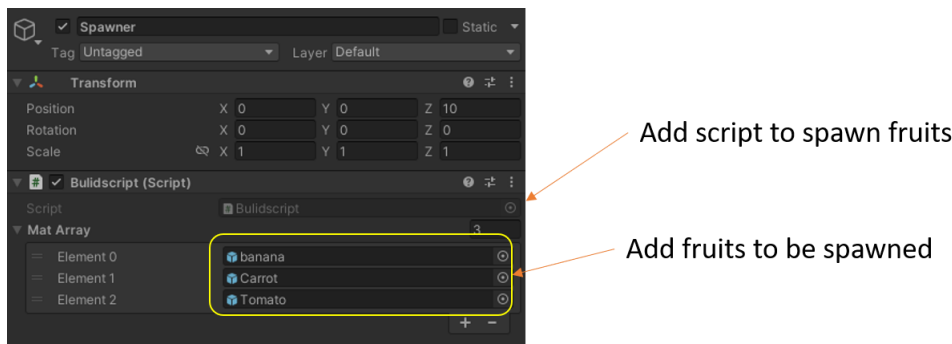 Spawner Static
Tag Untagged Layer Default
Transform
Position X 0 Y 0 Z 10
Rotation X 0 Y 0 Z 0
Scale X 1 Y 1 Z 1
# Bulidscript (Script)
Script Bulidscript
Mat Array 3
Element 0 banana
Element 1 Carrot
Element 2 Tomato
+ -
Add script to spawn fruits
Add fruits to be spawned